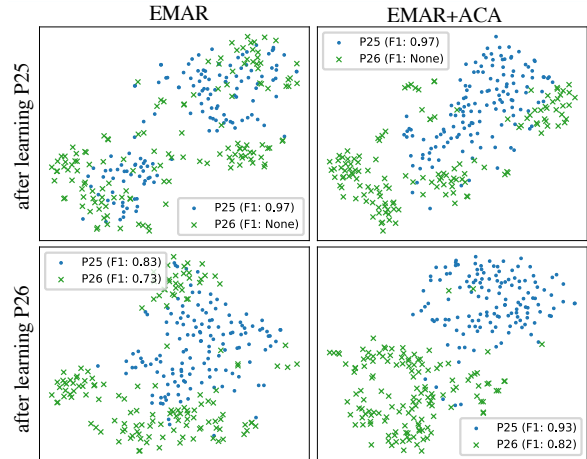 EMAR
EMAR+ACA
after learning P25
P25 (F1: 0.97)
P26 (F1: None)
P25 (F1: 0.97)
P26 (F1: None)
after learning P26
P25 (F1: 0.83)
P26 (F1: 0.73)
P25 (F1: 0.93)
P26 (F1: 0.82)